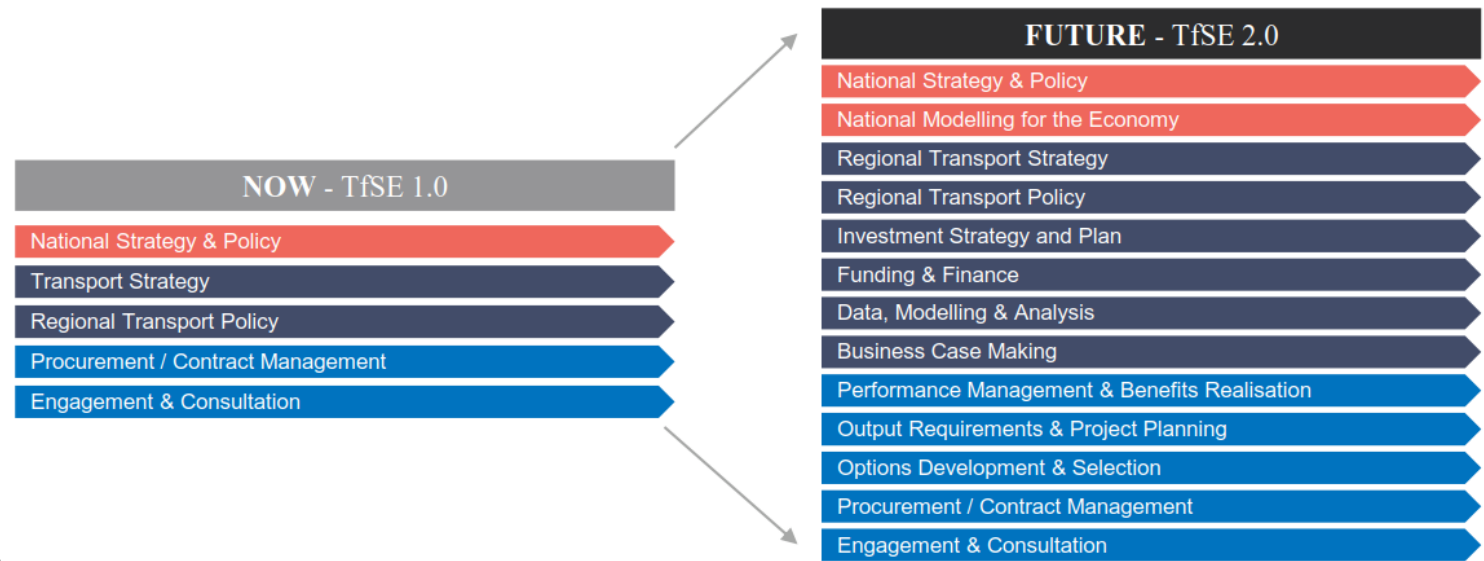 NOW - TfSE 1.0
National Strategy & Policy
Transport Strategy
Regional Transport Policy
Procurement / Contract Management
Engagement & Consultation
FUTURE - TfSE 2.0
National Strategy & Policy
National Modelling for the Economy
Regional Transport Strategy
Regional Transport Policy
Investment Strategy and Plan
Funding & Finance
Data, Modelling & Analysis
Business Case Making
Performance Management & Benefits Realisation
Output Requirements & Project Planning
Options Development & Selection
Procurement / Contract Management
Engagement & Consultation